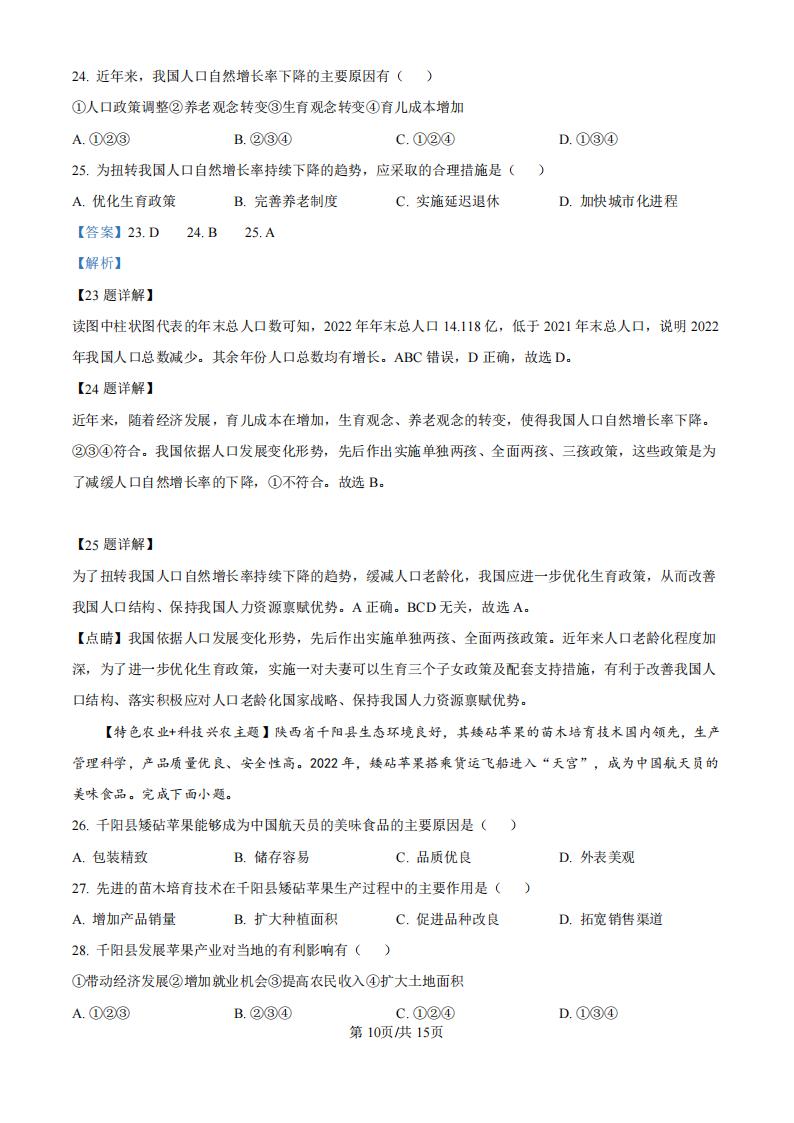 24. 近年来，我国人口自然增长率下降的主要原因有（　　）
①人口政策调整②养老观念转变③生育观念转变④育儿成本增加
A. ①②③ B. ②③④ C. ①②④ D. ①③④
25. 为扭转我国人口自然增长率持续下降的趋势，应采取的合理措施是（　　）
A. 优化生育政策 B. 完善养老制度 C. 实施延迟退休 D. 加快城市化进程
【答案】23. D 24. B 25. A
【解析】
【23 题详解】
读图中柱状图代表的年末总人口数可知，2022 年年末总人口 14.118 亿，低于 2021 年末总人口，说明 2022
年我国人口总数减少。其余年份人口总数均有增长。ABC 错误，D 正确，故选 D。
【24 题详解】
近年来，随着经济发展，育儿成本在增加，生育观念、养老观念的转变，使得我国人口自然增长率下降。
②③④符合。我国依据人口发展变化形势，先后作出实施单独两孩、全面两孩、三孩政策，这些政策是为
了减缓人口自然增长率的下降，①不符合。故选 B。
【25 题详解】
为了扭转我国人口自然增长率持续下降的趋势，缓减人口老龄化，我国应进一步优化生育政策，从而改善
我国人口结构、保持我国人力资源禀赋优势。A 正确。BCD 无关，故选 A。
【点睛】我国依据人口发展变化形势，先后作出实施单独两孩、全面两孩政策。近年来人口老龄化程度加
深，为了进一步优化生育政策，实施一对夫妻可以生育三个子女政策及配套支持措施，有利于改善我国人
口结构、落实积极应对人口老龄化国家战略、保持我国人力资源禀赋优势。
【特色农业+科技兴农主题】陕西省千阳县生态环境良好，其矮砧苹果的苗木培育技术国内领先，生产
管理科学，产品质量优良、安全性高。2022 年，矮砧苹果搭乘货运飞船进入“天宫”，成为中国航天员的
美味食品。完成下面小题。
26. 千阳县矮砧苹果能够成为中国航天员的美味食品的主要原因是（　　）
A. 包装精致 B. 储存容易 C. 品质优良 D. 外表美观
27. 先进的苗木培育技术在千阳县矮砧苹果生产过程中的主要作用是（　　）
A. 增加产品销量 B. 扩大种植面积 C. 促进品种改良 D. 拓宽销售渠道
28. 千阳县发展苹果产业对当地的有利影响有（　　）
①带动经济发展②增加就业机会③提高农民收入④扩大土地面积
A. ①②③ B. ②③④ C. ①②④ D. ①③④
第 10页/共 15页